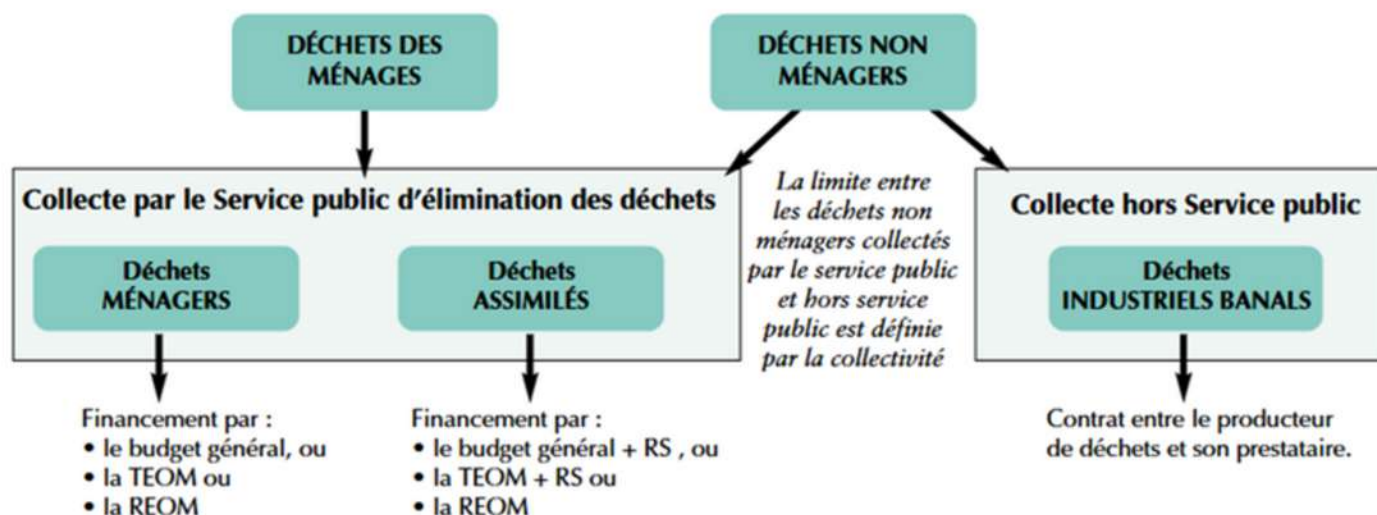 DÉCHETS DES
MÉNAGES
DÉCHETS NON
MÉNAGERS
Collecte par le Service public d'élimination des déchets
Déchets
MÉNAGERS
Déchets
ASSIMILÉS
La limite entre
les déchets non
ménagers collectés
par le service public
et hors service
public est définie
par la collectivité
Collecte hors Service public
Déchets
INDUSTRIELS BANALS
Financement par :
• le budget général, ou
• la TEOM ou
• la REOM
Financement par :
• le budget général + RS , ou
• la TEOM + RS ou
• la REOM
Contrat entre le producteur
de déchets et son prestataire.